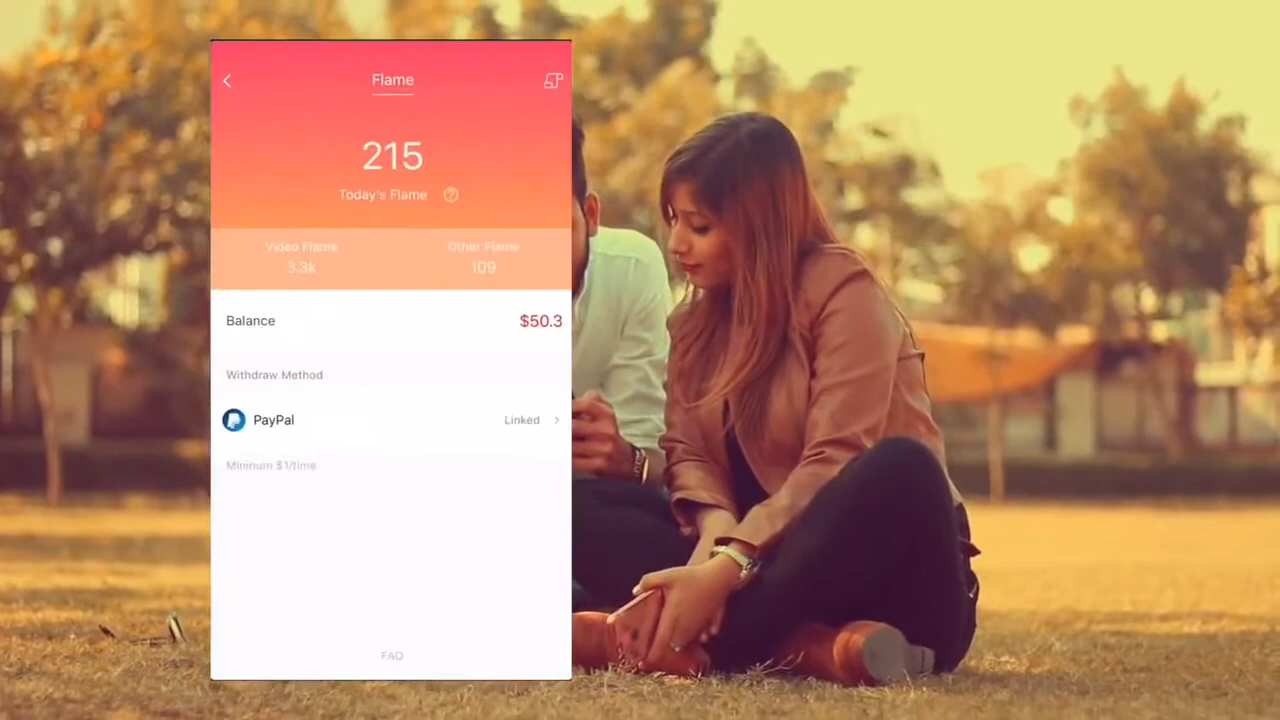 Flame
215
Today's Flame
Video Flame Other Flame
3.3k 109
Balance $50.3
Withdraw Method
PayPal Linked
Minimum $1/time
FAQ